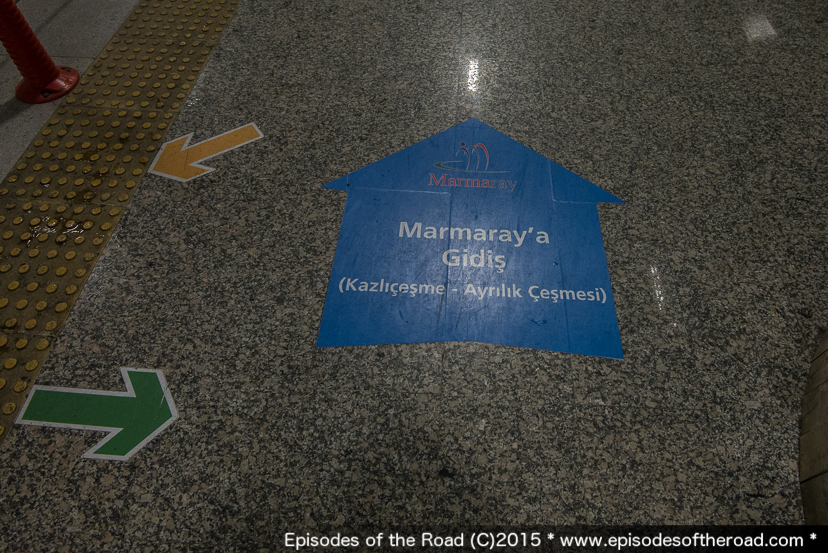 Marmaray
Marmaray'a
Gidiş
(Kazlıçeşme - Ayrılık Çeşmesi)
Episodes of the Road (C)2015 * www.episodesoftheroad.com *